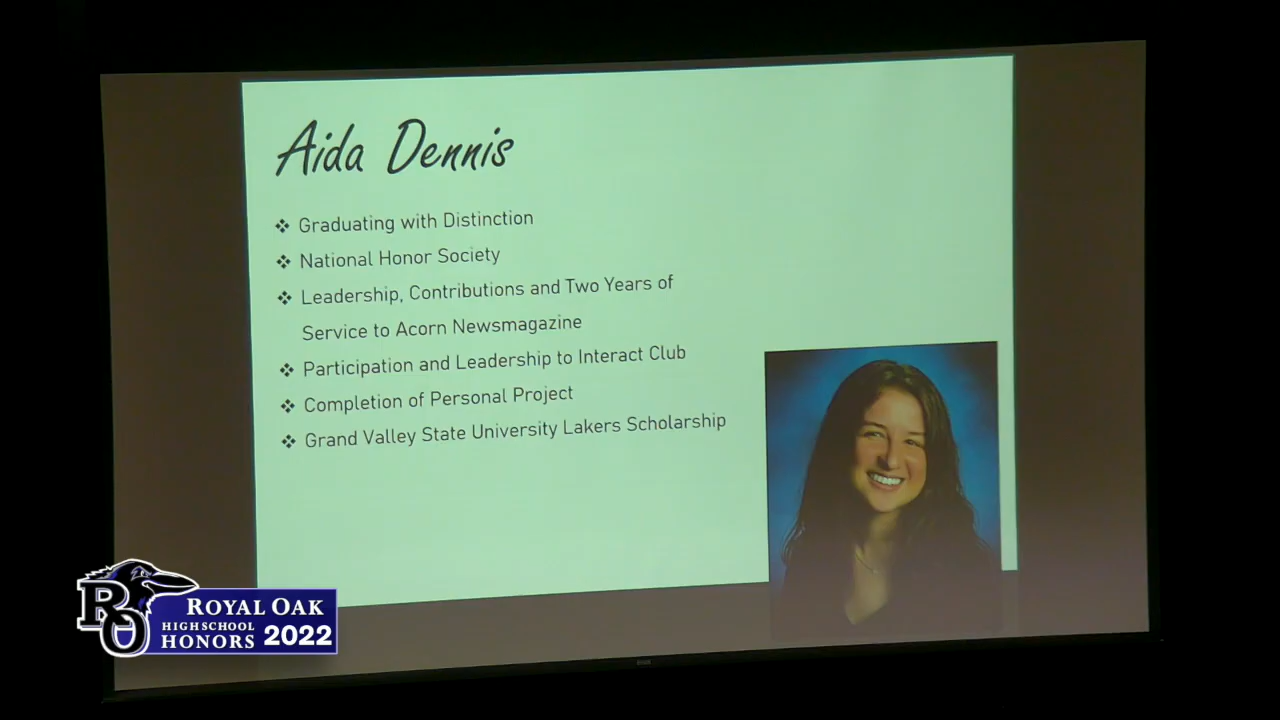 Aida Dennis
❖ Graduating with Distinction
❖ National Honor Society
❖ Leadership, Contributions and Two Years of
Service to Acorn Newsmagazine
❖ Participation and Leadership to Interact Club
❖ Completion of Personal Project
❖ Grand Valley State University Lakers Scholarship
RO
ROYAL OAK
HIGH SCHOOL
HONORS 2022